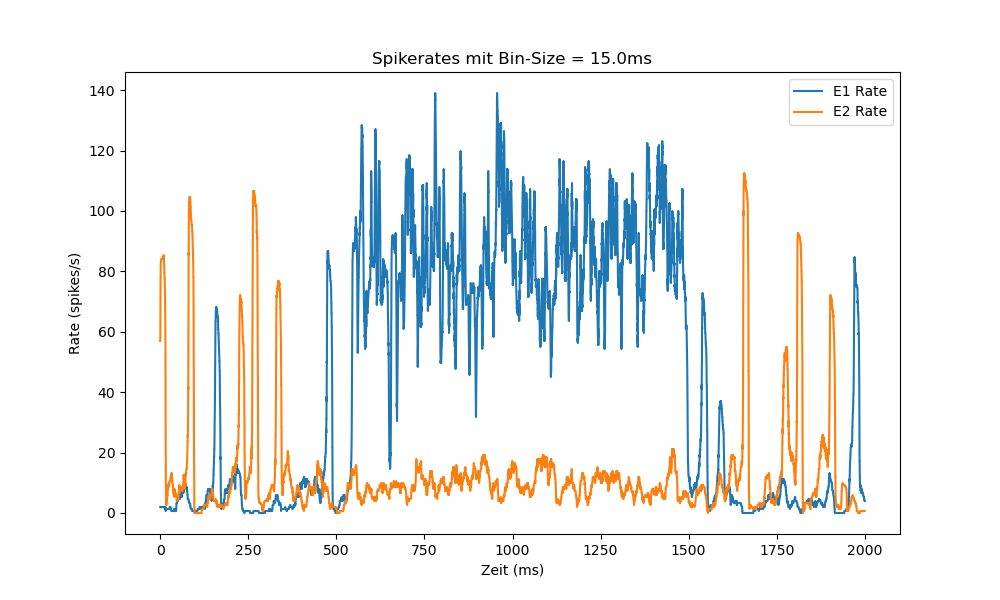 Spikerates mit Bin-Size = 15.0ms
E1 Rate
E2 Rate
Rate (spikes/s)
140
120
100
80
60
40
20
0
0 250 500 750 1000 1250 1500 1750 2000
Zeit (ms)